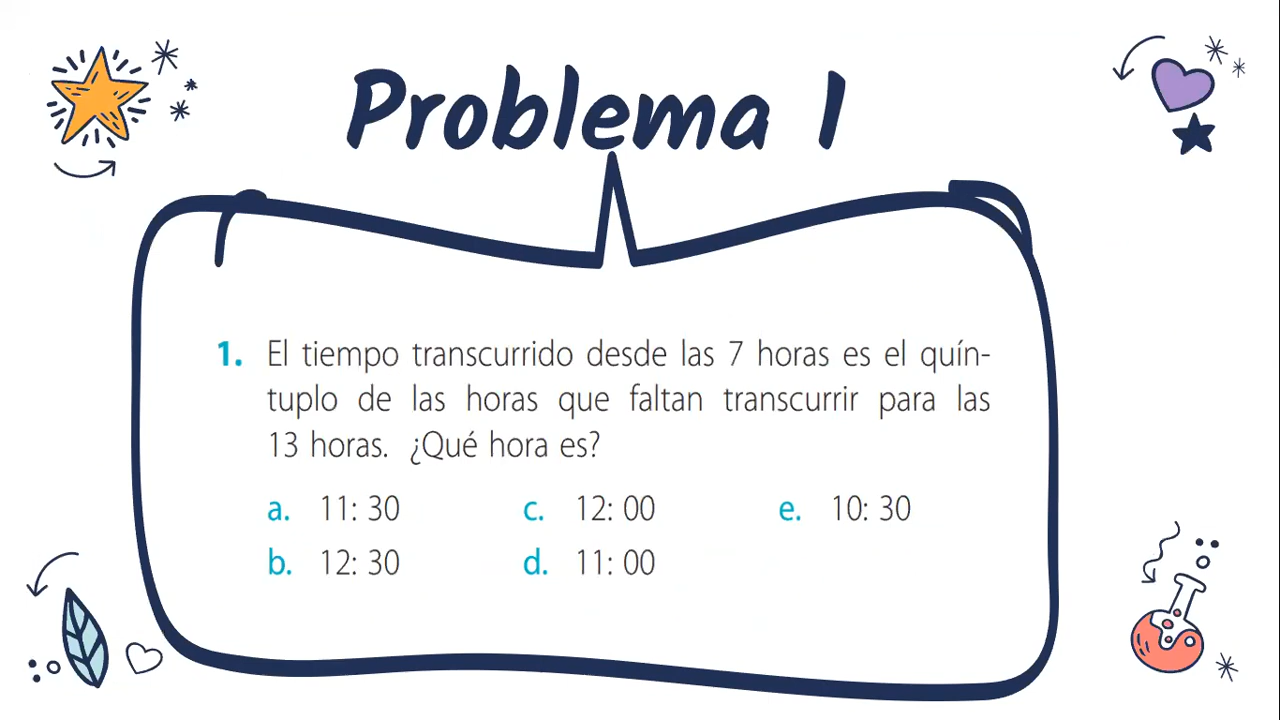 Problema 1
1. El tiempo transcurrido desde las 7 horas es el quín-
tuplo de las horas que faltan transcurrir para las
13 horas. ¿Qué hora es?
a. 11: 30 c. 12: 00 e. 10: 30
b. 12: 30 d. 11: 00